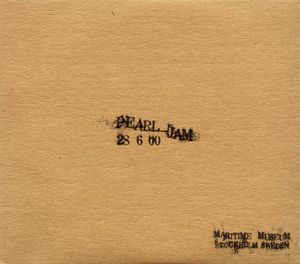 PEARL JAM
28 6 00
MARITIME MUSEUM
STOCKHOLM SWEDEN